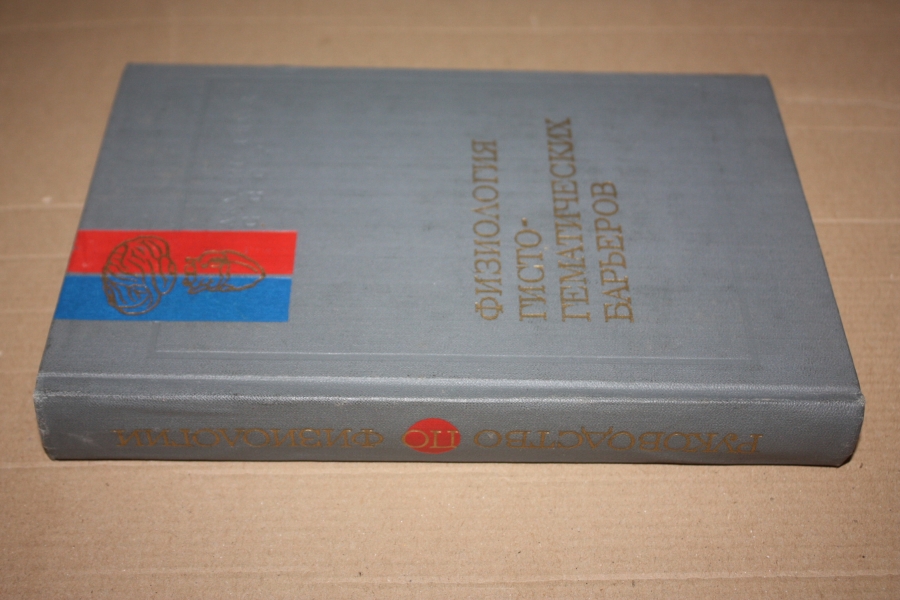 ФИЗИОЛОГИЯ
ГИСТО-
ГЕМАТИЧЕСКИХ
БАРЬЕРОВ
РУКОВОДСТВО ПО ФИЗИОЛОГИИ